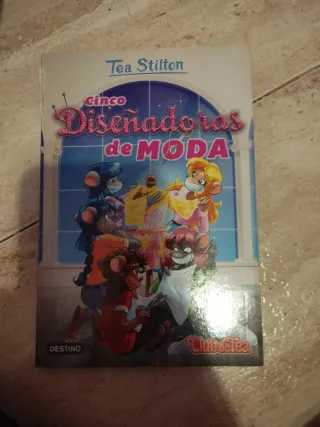 Tea Stilton
Cinco
Diseñadoras
de MODA
DESTINO
Club de Tea